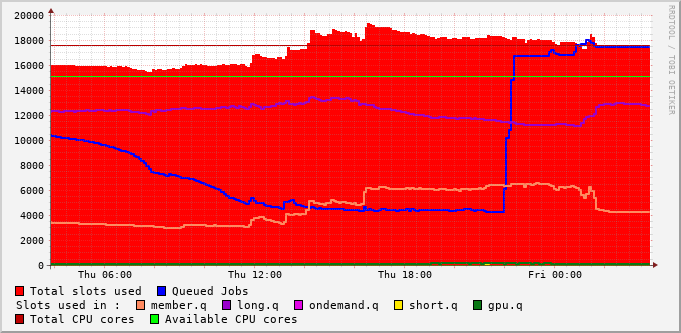 20000
18000
16000
14000
12000
10000
8000
6000
4000
2000
0
Thu 06:00 Thu 12:00 Thu 18:00 Fri 00:00
RRDTOOL / TOBI OETIKER
Total slots used Queued Jobs
Slots used in : member.q long.q ondemand.q short.q gpu.q
Total CPU cores Available CPU cores